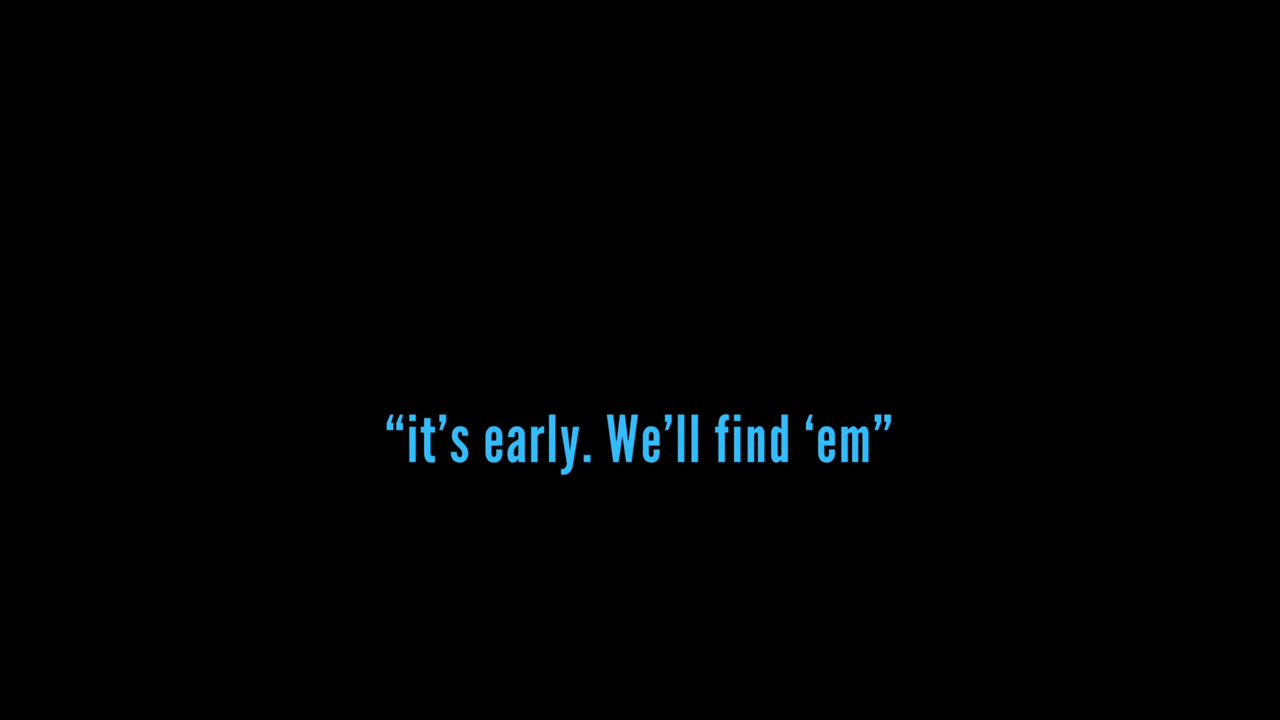 “it’s early. We’ll find ‘em”